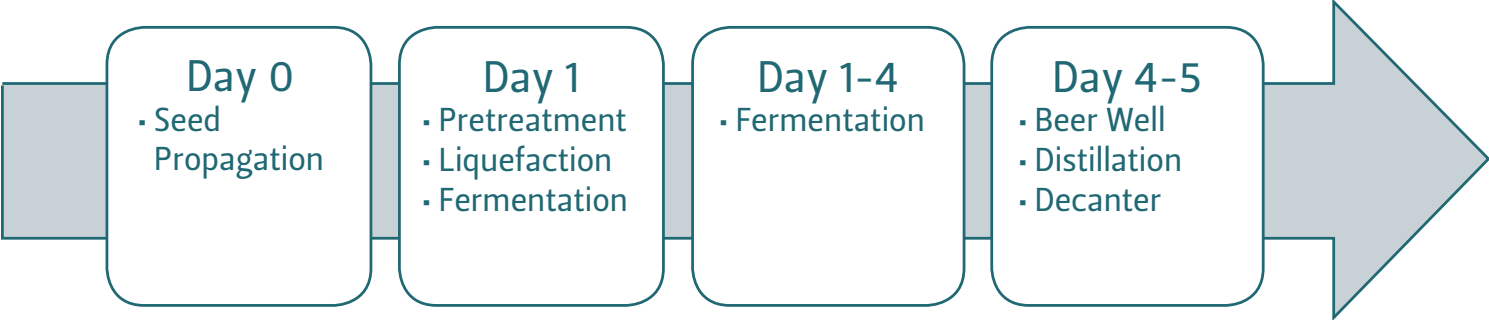 Day 0
▪ Seed
Propagation
Day 1
▪ Pretreatment
▪ Liquefaction
▪ Fermentation
Day 1-4
▪ Fermentation
Day 4-5
▪ Beer Well
▪ Distillation
▪ Decanter